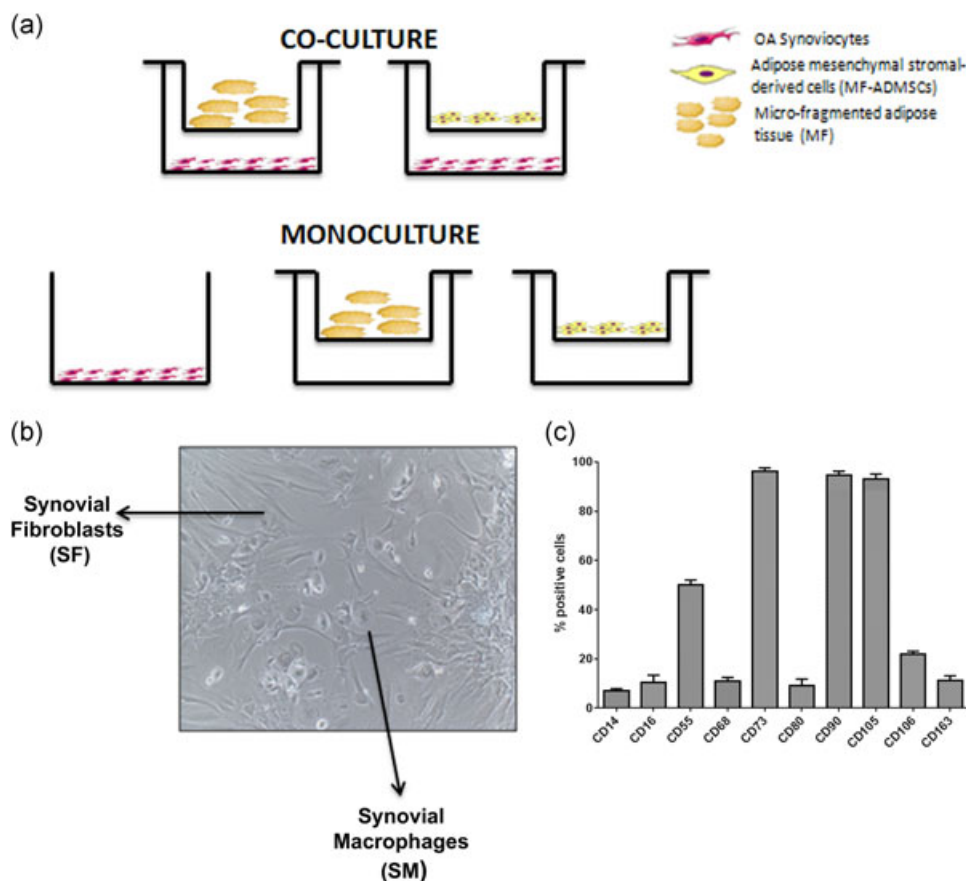 (a)
CO-CULTURE
OA Synoviocytes
Adipose mesenchymal stromal-
derived cells (MF-ADMSCs)
Micro-fragmented adipose
tissue (MF)
MONOCULTURE
(b)
Synovial
Fibroblasts
(SF)
Synovial
Macrophages
(SM)
(c)
% positive cells
100
80
60
40
20
0
CD14
CD16
CD55
CD68
CD73
CD80
CD90
CD105
CD106
CD163